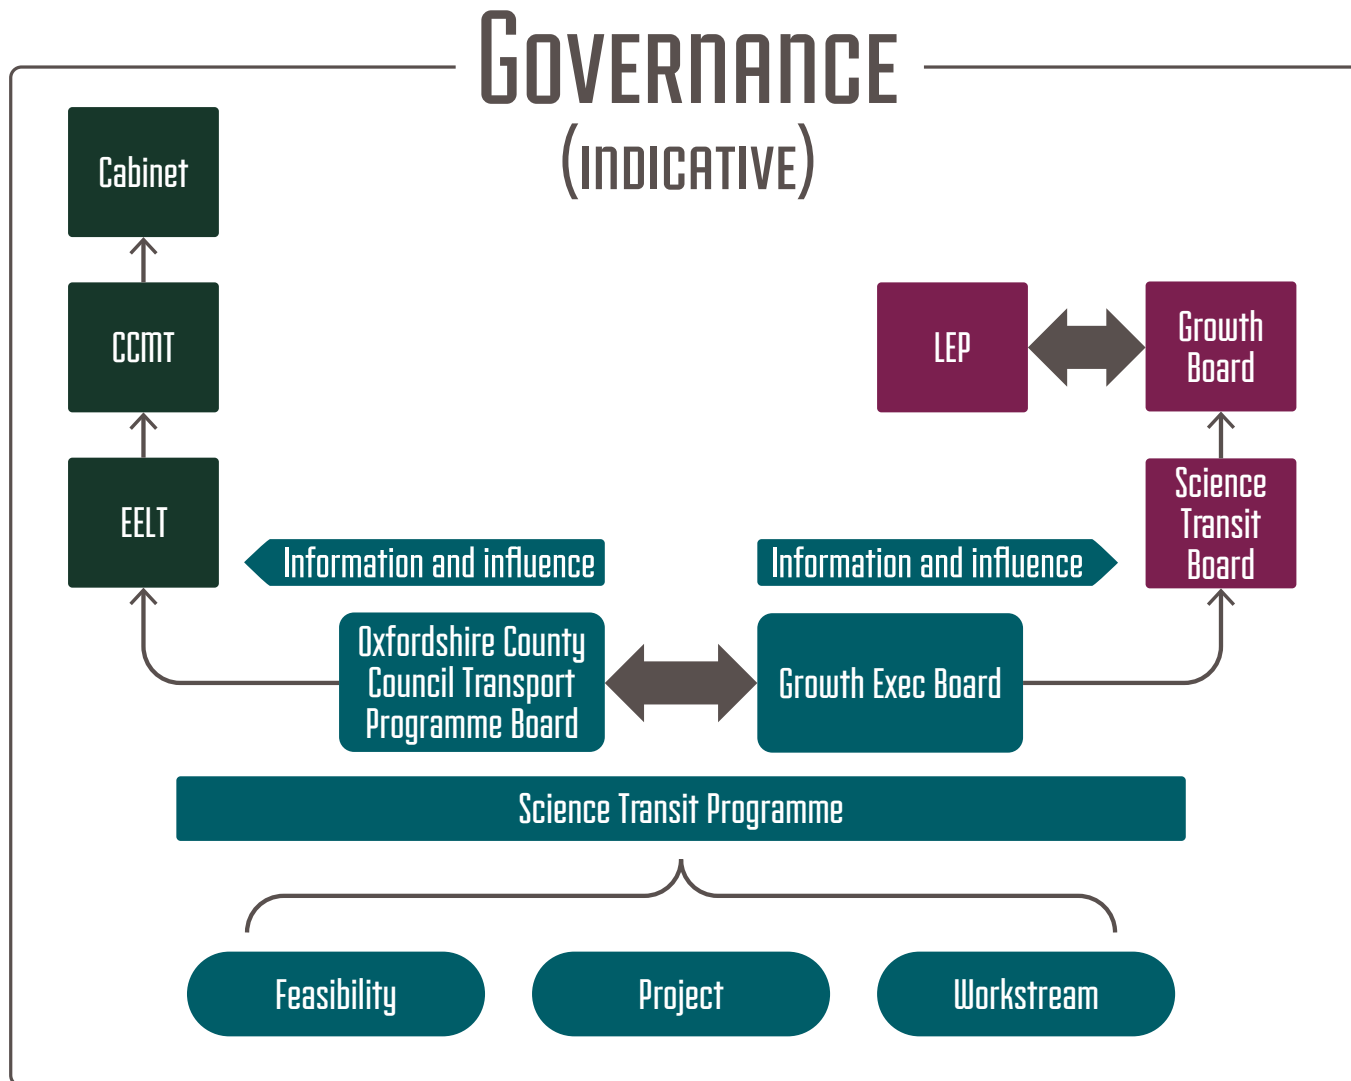 GOVERNANCE
(INDICATIVE)
Cabinet
CCMT
LEP
Growth
Board
EELT
Science
Transit
Board
Information and influence
Information and influence
Oxfordshire County
Council Transport
Programme Board
Growth Exec Board
Science Transit Programme
Feasibility
Project
Workstream